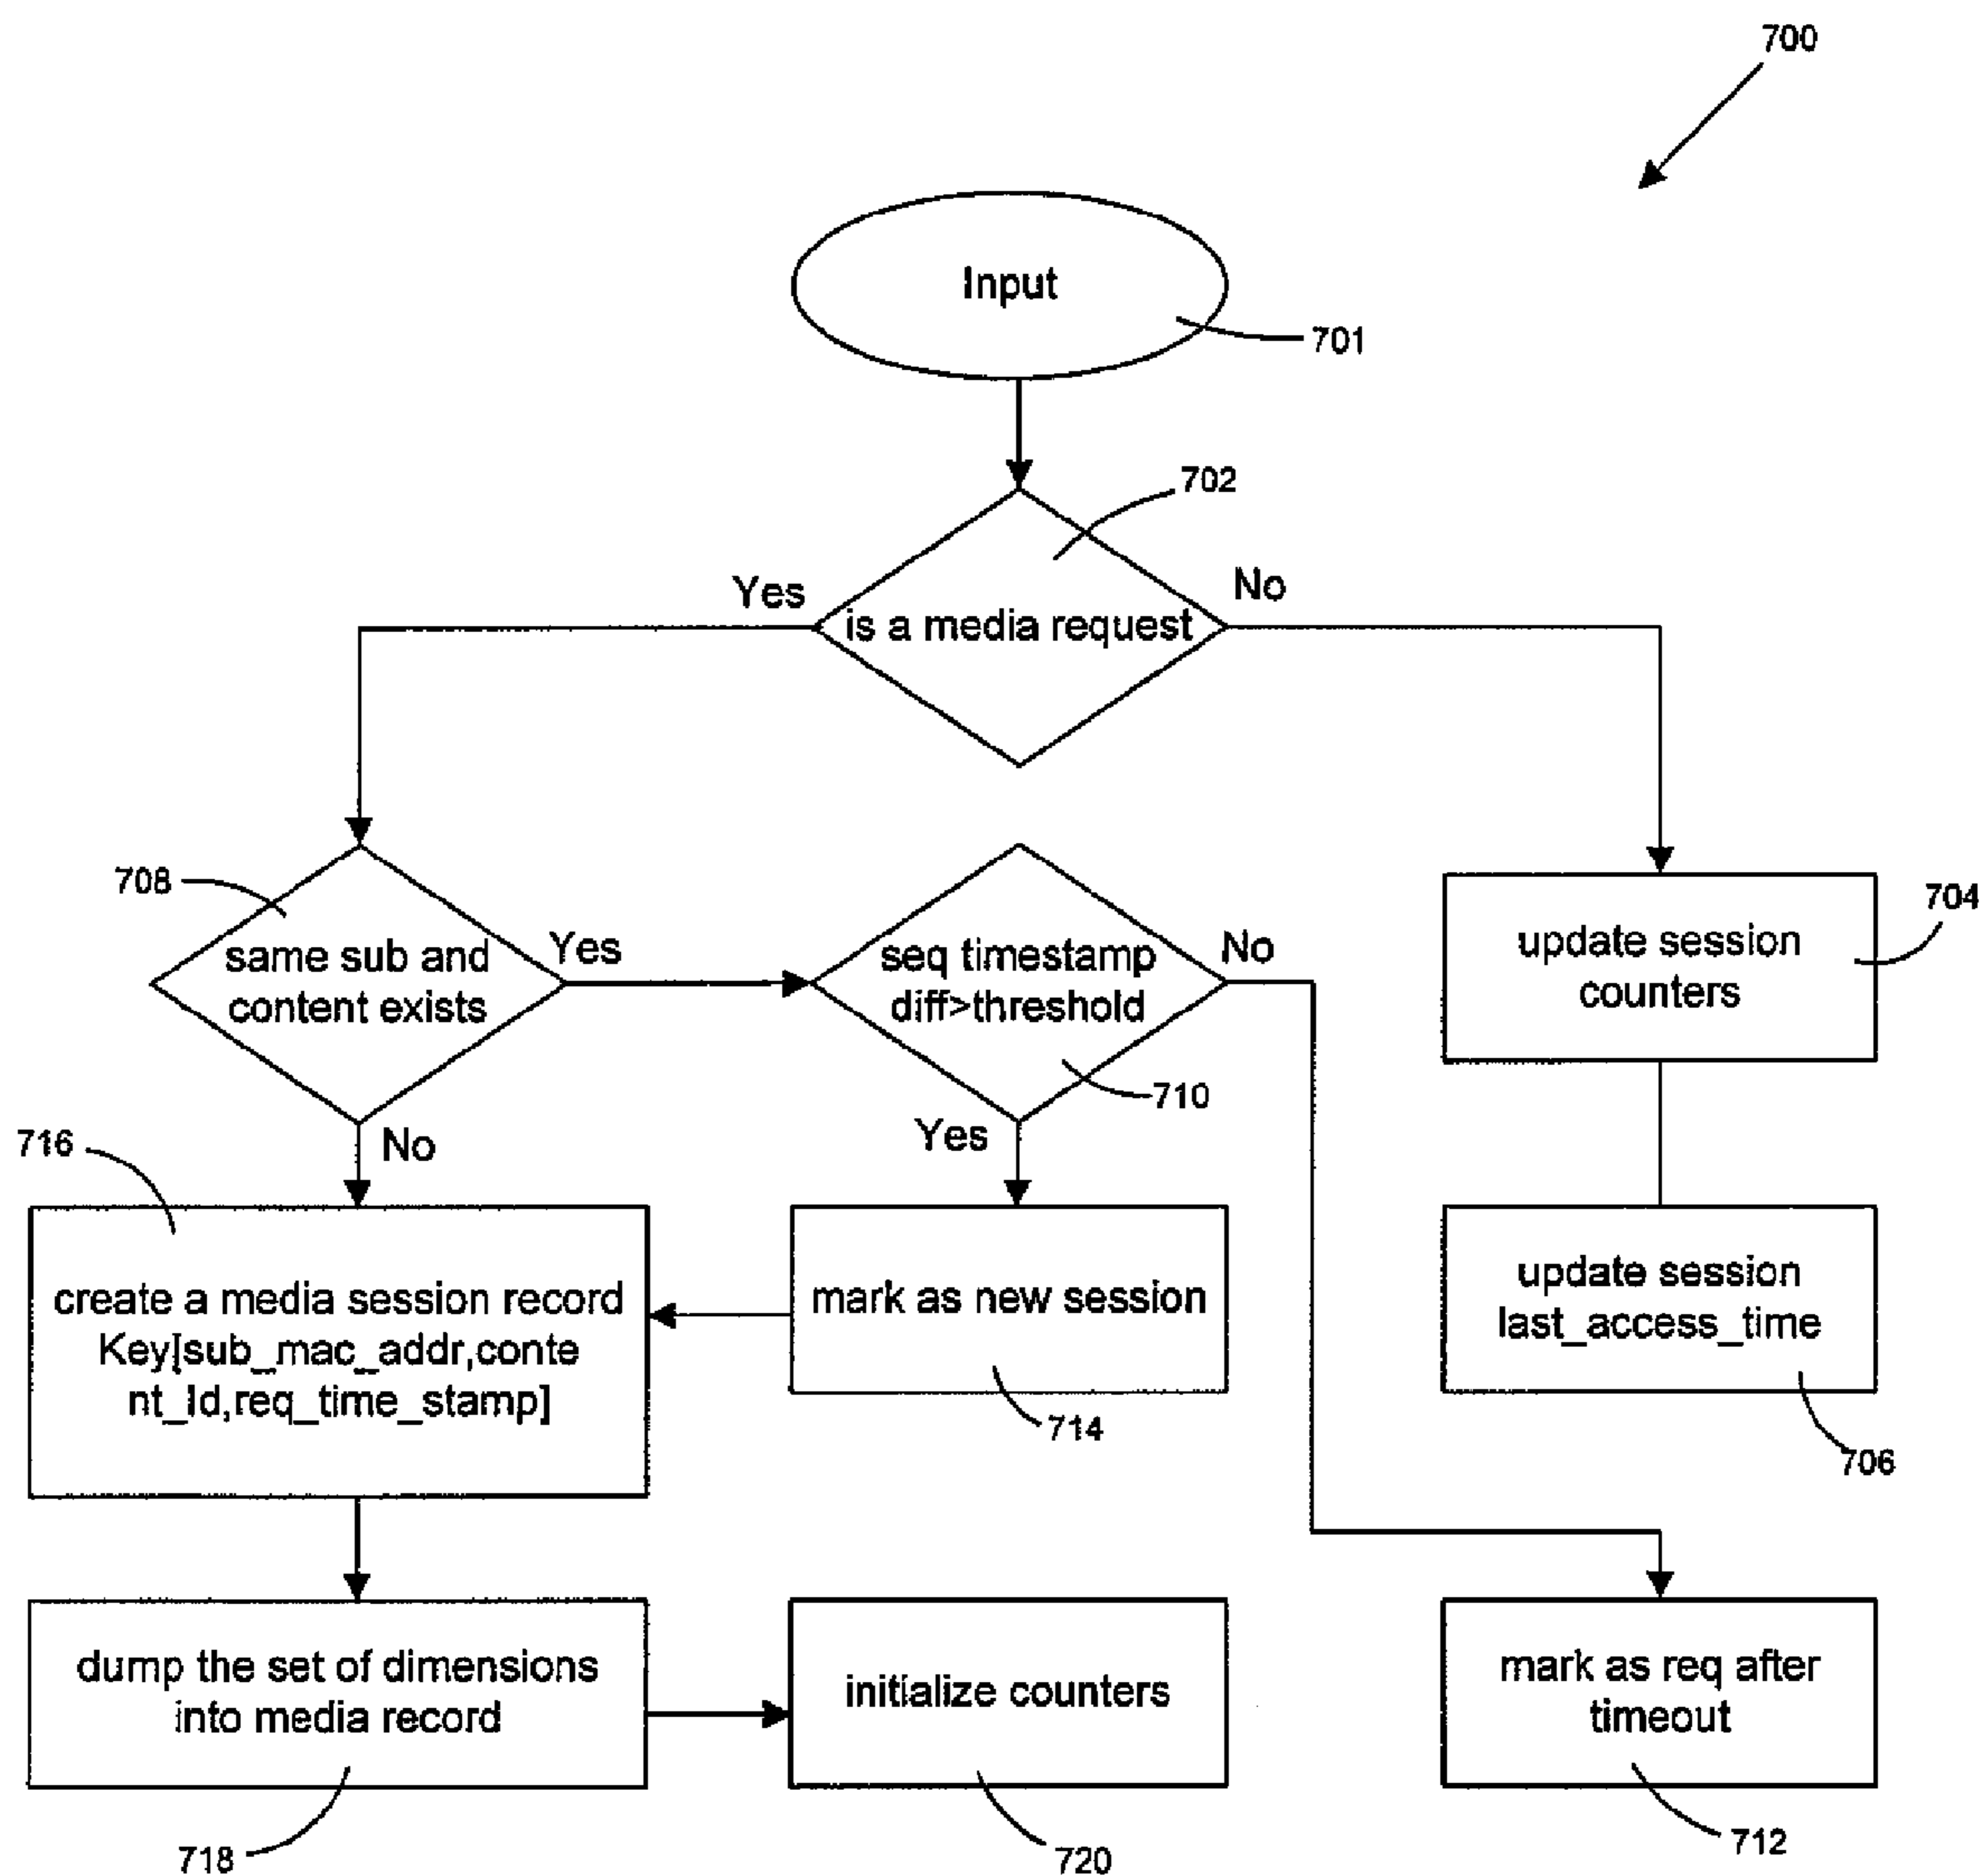 700
Input
701
702
Yes
No
is a media request
708
same sub and
content exists
Yes
seq timestamp
diff>threshold
No
710
Yes
704
update session
counters
716
No
create a media session record
Key[sub_mac_addr,conte
nt_Id,req_time_stamp]
mark as new session
714
update session
last_access_time
706
dump the set of dimensions
into media record
718
initialize counters
720
mark as req after
timeout
712